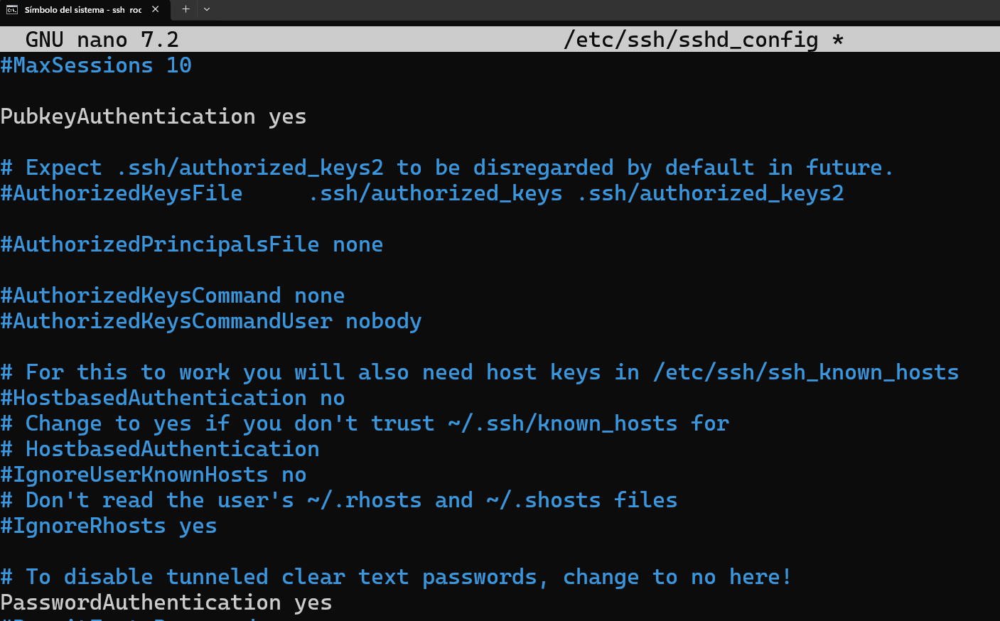 Símbolo del sistema - ssh roc
GNU nano 7.2 /etc/ssh/sshd_config *
#MaxSessions 10
PubkeyAuthentication yes
# Expect .ssh/authorized_keys2 to be disregarded by default in future.
#AuthorizedKeysFile .ssh/authorized_keys .ssh/authorized_keys2
#AuthorizedPrincipalsFile none
#AuthorizedKeysCommand none
#AuthorizedKeysCommandUser nobody
# For this to work you will also need host keys in /etc/ssh/ssh_known_hosts
#HostbasedAuthentication no
# Change to yes if you don't trust ~/.ssh/known_hosts for
# HostbasedAuthentication
#IgnoreUserKnownHosts no
# Don't read the user's ~/.rhosts and ~/.shosts files
#IgnoreRhosts yes
# To disable tunneled clear text passwords, change to no here!
PasswordAuthentication yes